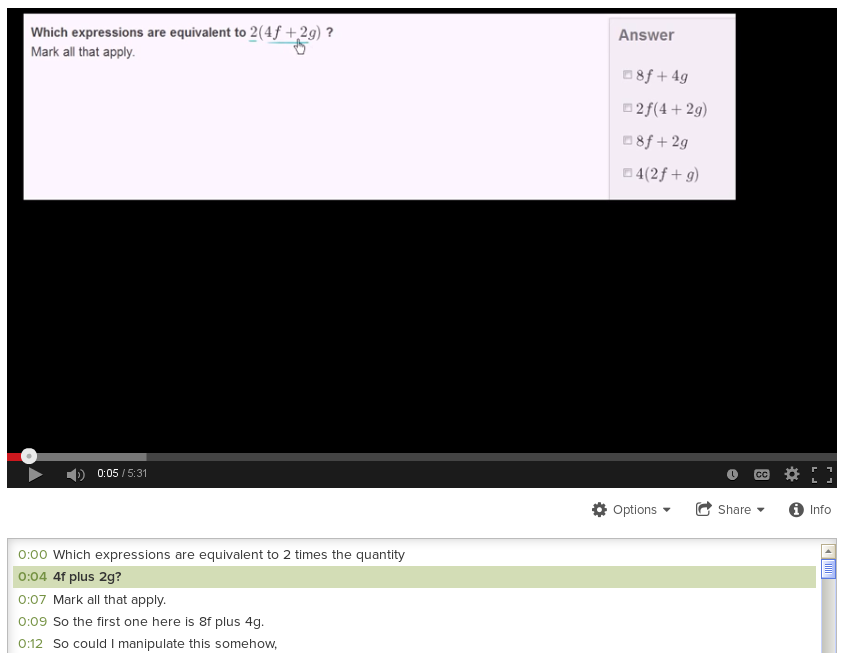 Which expressions are equivalent to 2(4f + 2g) ?
Mark all that apply.
Answer
8f + 4g
2f(4 + 2g)
8f + 2g
4(2f + g)
0:05 / 5:31
CC
Options
Share
Info
0:00 Which expressions are equivalent to 2 times the quantity
0:04 4f plus 2g?
0:07 Mark all that apply.
0:09 So the first one here is 8f plus 4g.
0:12 So could I manipulate this somehow,